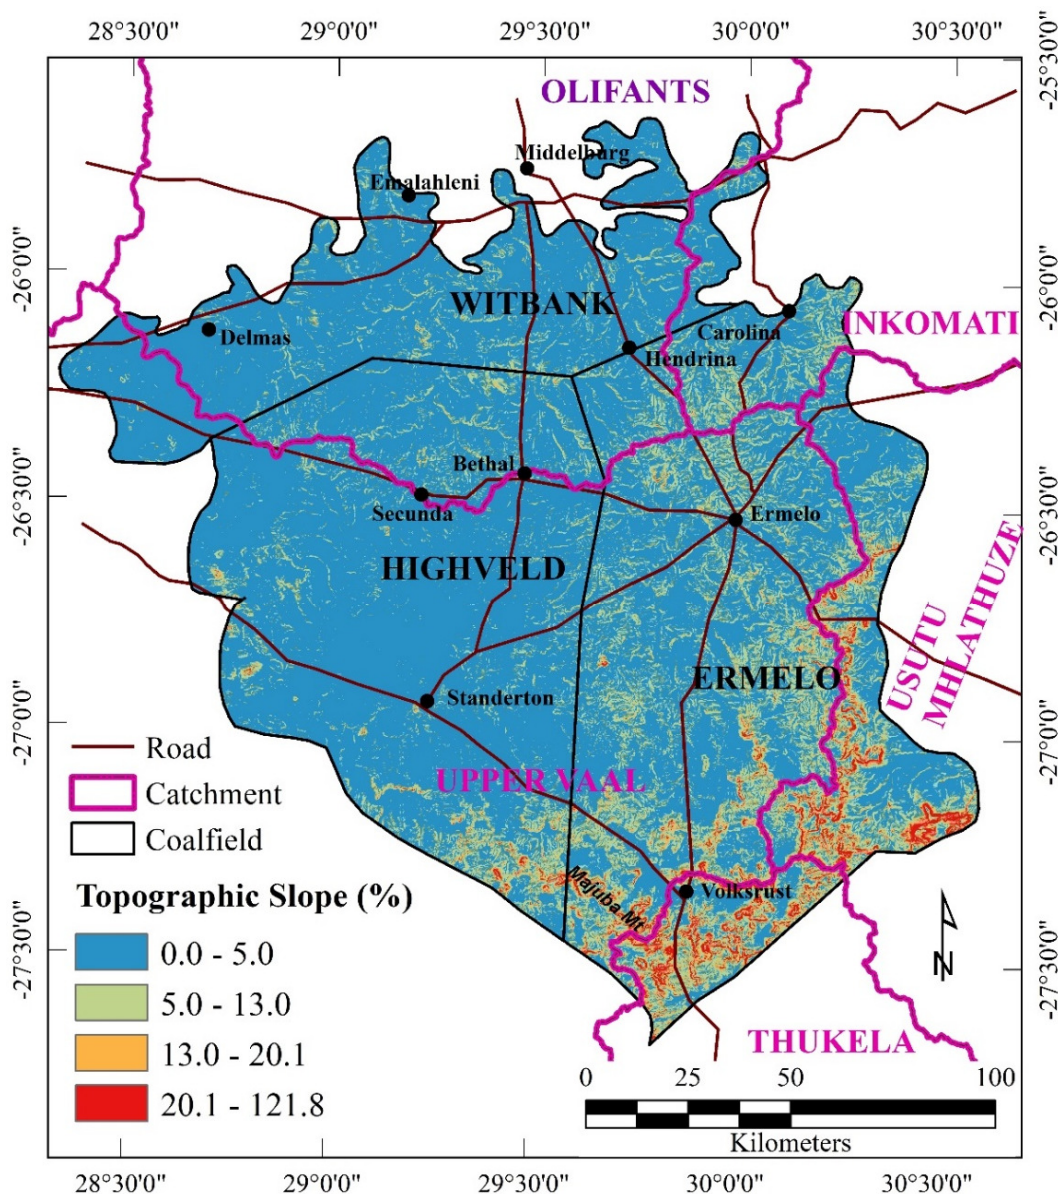 28°30'0" 29°0'0" 29°30'0" 30°0'0" 30°30'0"
-25°30'0"
OLIFANTS
Middelburg
Emalahleni
-26°0'0"
-26°0'0"
WITBANK
INKOMATI
Delmas
Carolina
Hendrina
Bethal
-26°30'0"
-26°30'0"
Secunda
Ermelo
HIGHVELD
USUTU
MHLATHUZE
ERMELO
Standerton
-27°0'0"
-27°0'0"
Road
UPPER VAAL
Catchment
Coalfield
Topographic Slope (%)
Majuba Mt
Volksrust
0.0 - 5.0
-27°30'0"
-27°30'0"
N
5.0 - 13.0
13.0 - 20.1
THUKELA
20.1 - 121.8
0 25 50 100
Kilometers
28°30'0" 29°0'0" 29°30'0" 30°0'0" 30°30'0"